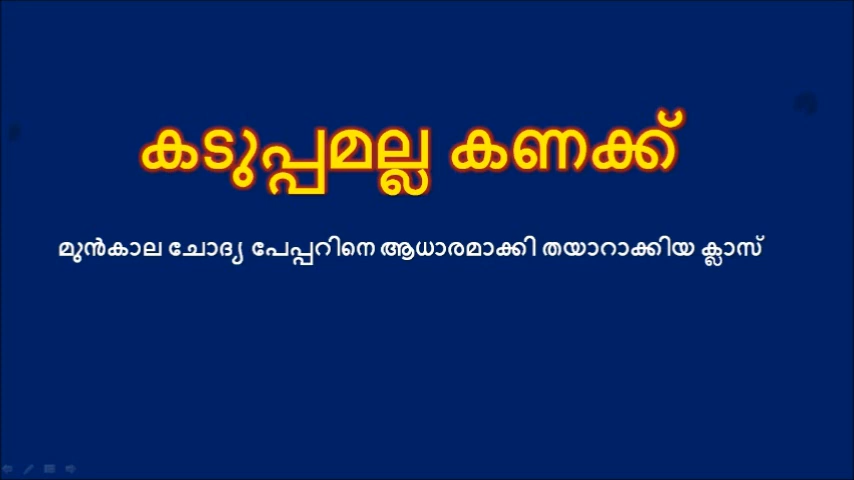 കടുപ്പമല്ല കണക്ക്
മുൻകാല ചോദ്യ പേപ്പറിനെ ആധാരമാക്കി തയാറാക്കിയ ക്ലാസ്